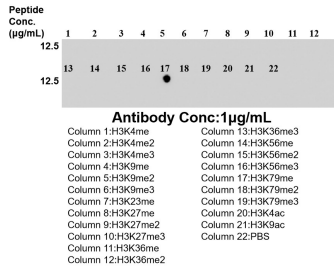 Peptide
Conc.
(µg/mL) 1 2 3 4 5 6 7 8 9 10 11 12
12.5
13 14 15 16 17 18 19 20 21 22
12.5
Antibody Conc:1µg/mL
Column 1:H3K4me Column 13:H3K36me3
Column 2:H3K4me2 Column 14:H3K56me
Column 3:H3K4me3 Column 15:H3K56me2
Column 4:H3K9me Column 16:H3K56me3
Column 5:H3K9me2 Column 17:H3K79me
Column 6:H3K9me3 Column 18:H3K79me2
Column 7:H3K23me Column 19:H3K79me3
Column 8:H3K27me Column 20:H3K4ac
Column 9:H3K27me2 Column 21:H3K9ac
Column 10:H3K27me3 Column 22:PBS
Column 11:H3K36me
Column 12:H3K36me2